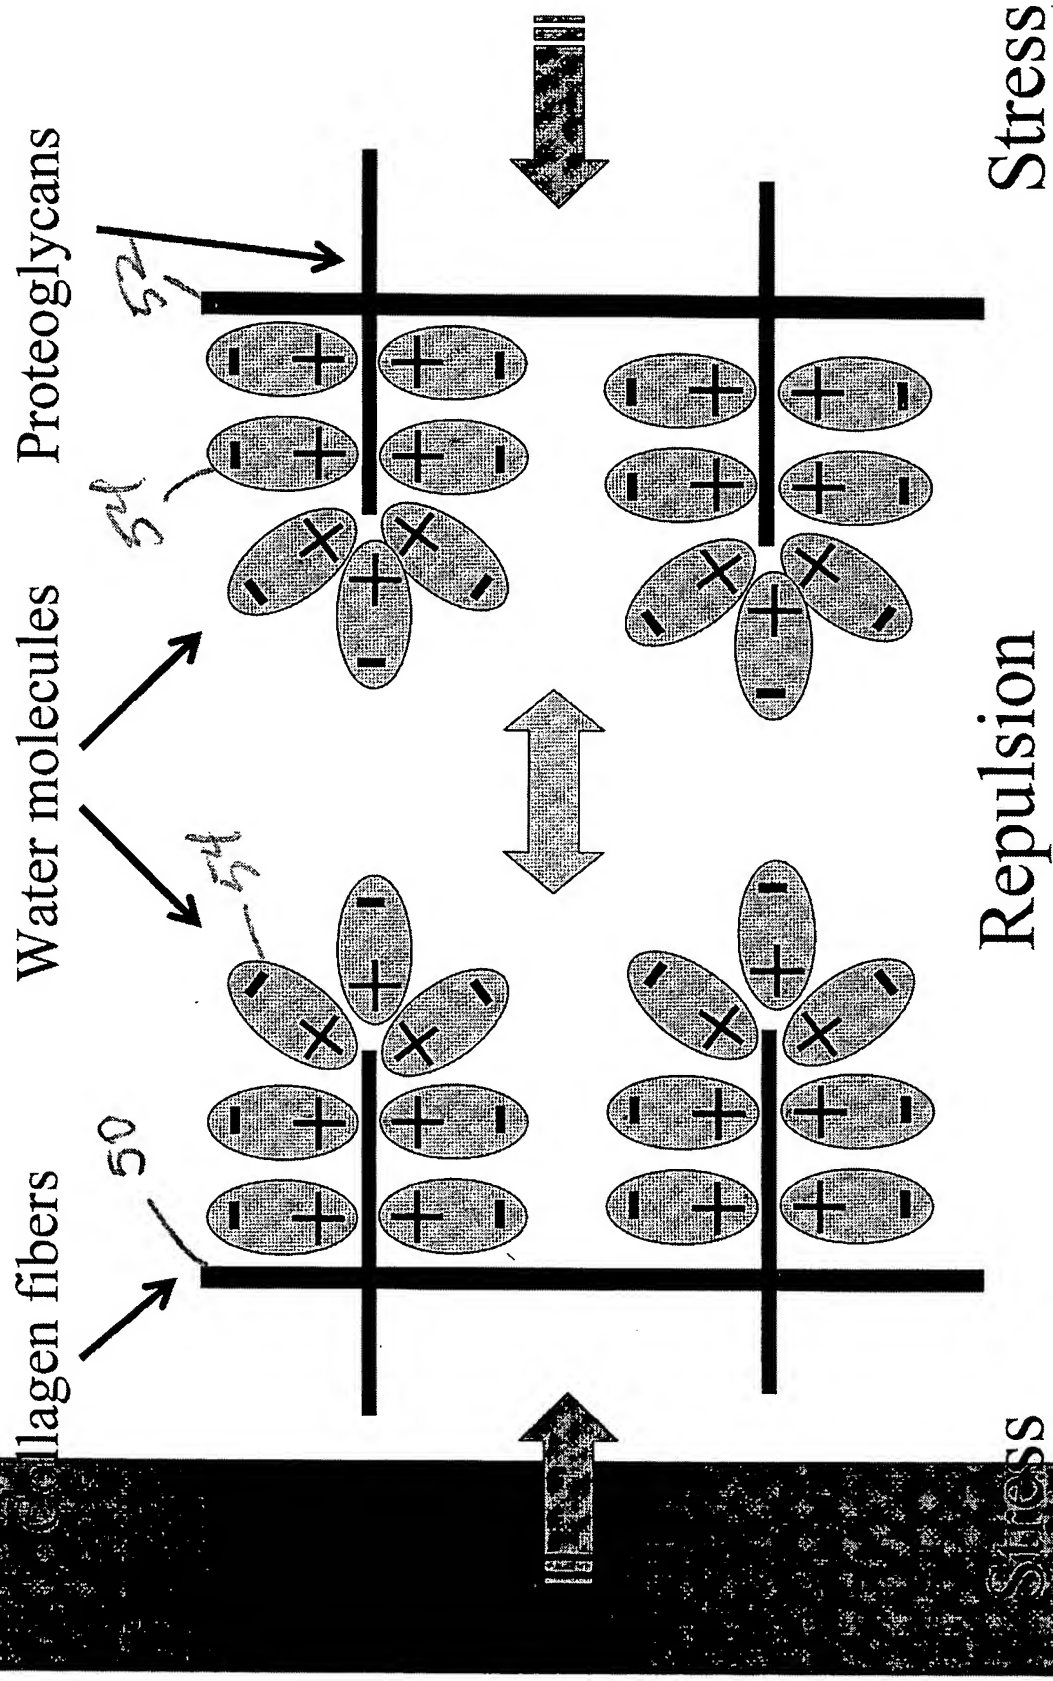 Collagen fibers
Water molecules
Proteoglycans
50
54
54
52
Stress
Repulsion
Stress